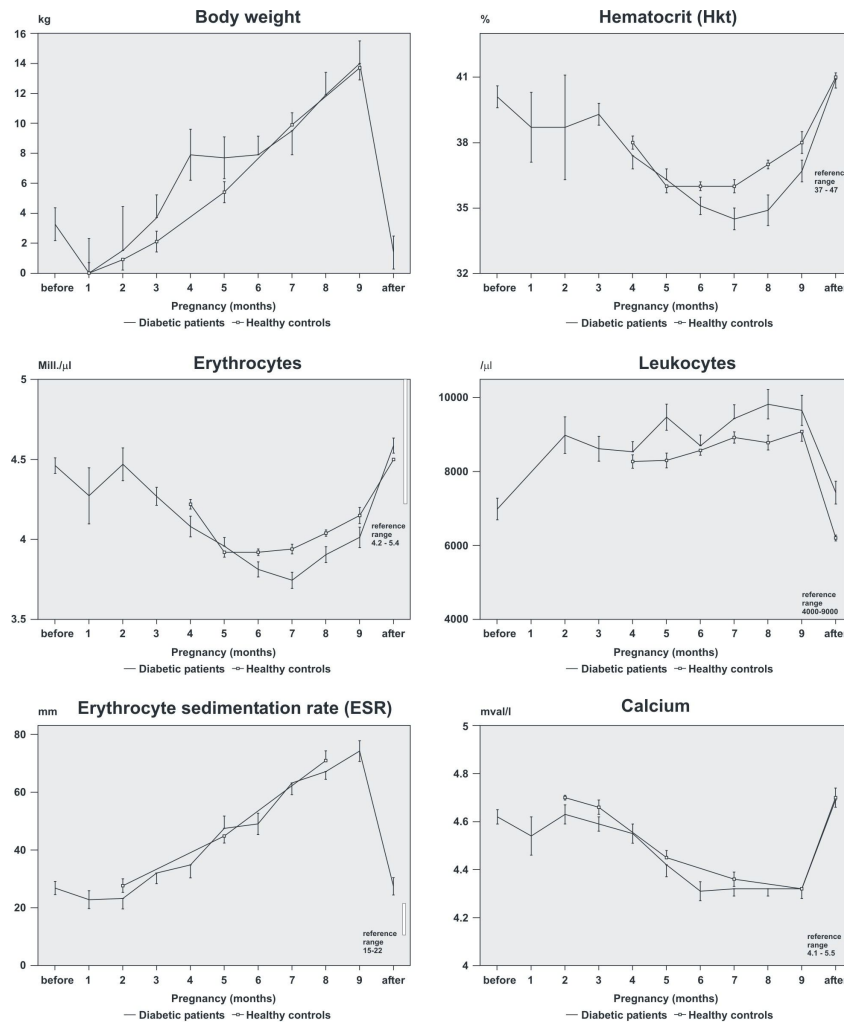 Body weight
kg
16
14
12
10
8
6
4
2
0
before 1 2 3 4 5 6 7 8 9 after
Pregnancy (months)
Diabetic patients Healthy controls
Hematocrit (Hkt)
%
41
38
35
32
reference
range
37 - 47
before 1 2 3 4 5 6 7 8 9 after
Pregnancy (months)
Diabetic patients Healthy controls
Erythrocytes
Mill./µl
5
4.5
4
3.5
reference
range
4.2 - 5.4
before 1 2 3 4 5 6 7 8 9 after
Pregnancy (months)
Diabetic patients Healthy controls
Leukocytes
/µl
10000
8000
6000
4000
reference
range
4000-9000
before 1 2 3 4 5 6 7 8 9 after
Pregnancy (months)
Diabetic patients Healthy controls
Erythrocyte sedimentation rate (ESR)
mm
80
60
40
20
0
reference
range
15-22
before 1 2 3 4 5 6 7 8 9 after
Pregnancy (months)
Diabetic patients Healthy controls
Calcium
mval/l
5
4.8
4.6
4.4
4.2
4
reference
range
4.1 - 5.5
before 1 2 3 4 5 6 7 8 9 after
Pregnancy (months)
Diabetic patients Healthy controls